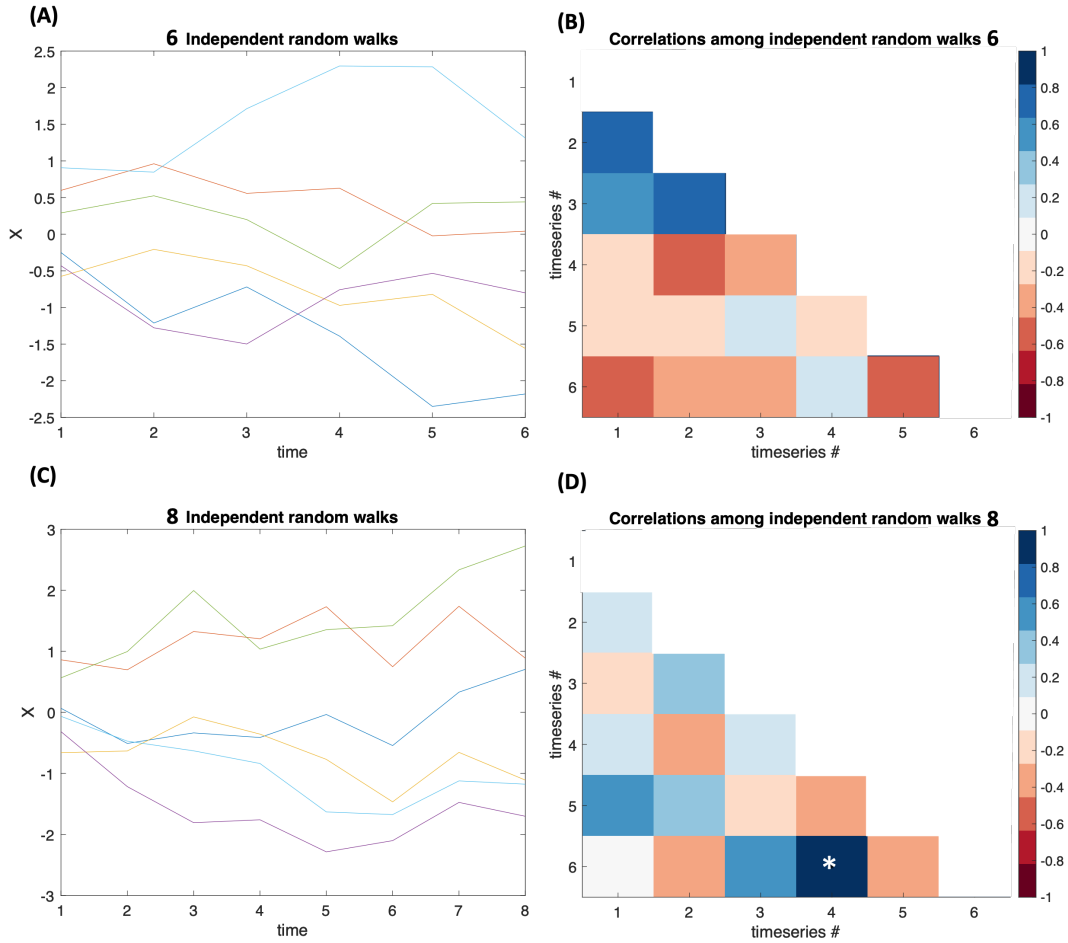 (A)
6 Independent random walks
2.5
2
1.5
1
0.5
0
-0.5
-1
-1.5
-2
-2.5
X
1 2 3 4 5 6
time
(B)
Correlations among independent random walks 6
1
2
3
4
5
6
timeseries #
1 2 3 4 5 6
timeseries #
1
0.8
0.6
0.4
0.2
0
-0.2
-0.4
-0.6
-0.8
-1
(C)
8 Independent random walks
3
2
1
0
-1
-2
-3
X
1 2 3 4 5 6 7 8
time
(D)
Correlations among independent random walks 8
1
2
3
4
5
6
timeseries #
*
1 2 3 4 5 6
timeseries #
1
0.8
0.6
0.4
0.2
0
-0.2
-0.4
-0.6
-0.8
-1